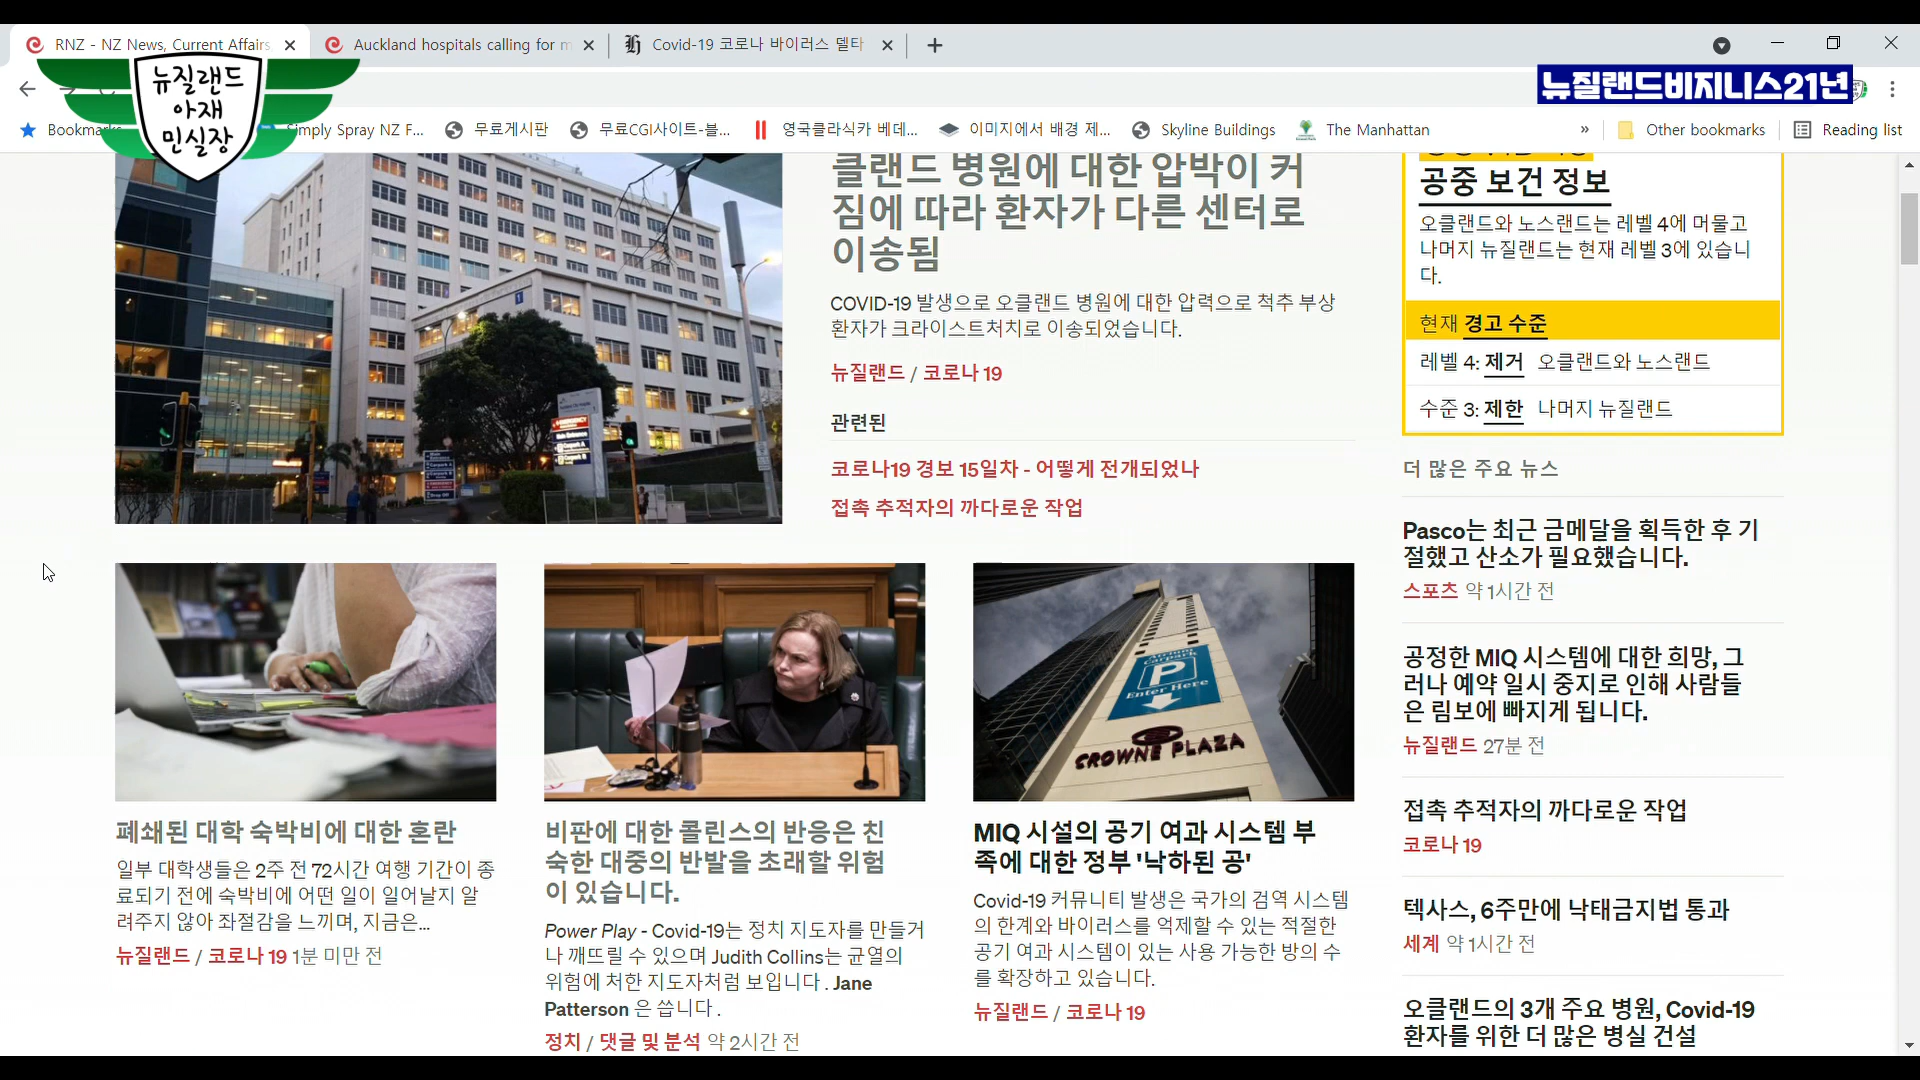 RNZ - NZ News, Current Affairs
Auckland hospitals calling for m
Covid-19 코로나 바이러스 델타
뉴질랜드
아재
민실장
뉴질랜드비지니스21년
Bookmarks
Simply Spray NZ F...
무료게시판
무료CGI사이트-블...
영국클라식카 베데...
이미지에서 배경 제...
Skyline Buildings
The Manhattan
»
Other bookmarks
Reading list
클랜드 병원에 대한 압박이 커
짐에 따라 환자가 다른 센터로
이송됨
COVID-19 발생으로 오클랜드 병원에 대한 압력으로 척추 부상
환자가 크라이스트처치로 이송되었습니다.
뉴질랜드 / 코로나 19
관련된
코로나19 경보 15일차 - 어떻게 전개되었나
접촉 추적자의 까다로운 작업
공중 보건 정보
오클랜드와 노스랜드는 레벨 4에 머물고
나머지 뉴질랜드는 현재 레벨 3에 있습니
다.
현재 경고 수준
레벨 4: 제거 오클랜드와 노스랜드
수준 3: 제한 나머지 뉴질랜드
더 많은 주요 뉴스
Pasco는 최근 금메달을 획득한 후 기
절했고 산소가 필요했습니다.
스포츠 약 1시간 전
공정한 MIQ 시스템에 대한 희망, 그
러나 예약 일시 중지로 인해 사람들
은 림보에 빠지게 됩니다.
뉴질랜드 27분 전
접촉 추적자의 까다로운 작업
코로나 19
텍사스, 6주만에 낙태금지법 통과
세계 약 1시간 전
오클랜드의 3개 주요 병원, Covid-19
환자를 위한 더 많은 병실 건설
폐쇄된 대학 숙박비에 대한 혼란
일부 대학생들은 2주 전 72시간 여행 기간이 종
료되기 전에 숙박비에 어떤 일이 일어날지 알
려주지 않아 좌절감을 느끼며, 지금은...
뉴질랜드 / 코로나 19 1분 미만 전
비판에 대한 콜린스의 반응은 친
숙한 대중의 반발을 초래할 위험
이 있습니다.
Power Play - Covid-19는 정치 지도자를 만들거
나 깨뜨릴 수 있으며 Judith Collins는 균열의
위험에 처한 지도자처럼 보입니다 . Jane
Patterson 은 씁니다 .
정치 / 댓글 및 분석 약 2시간 전
Atrium
Carpark
P
Enter Here
CROWNE PLAZA
MIQ 시설의 공기 여과 시스템 부
족에 대한 정부 '낙하된 공'
Covid-19 커뮤니티 발생은 국가의 검역 시스템
의 한계와 바이러스를 억제할 수 있는 적절한
공기 여과 시스템이 있는 사용 가능한 방의 수
를 확장하고 있습니다.
뉴질랜드 / 코로나 19